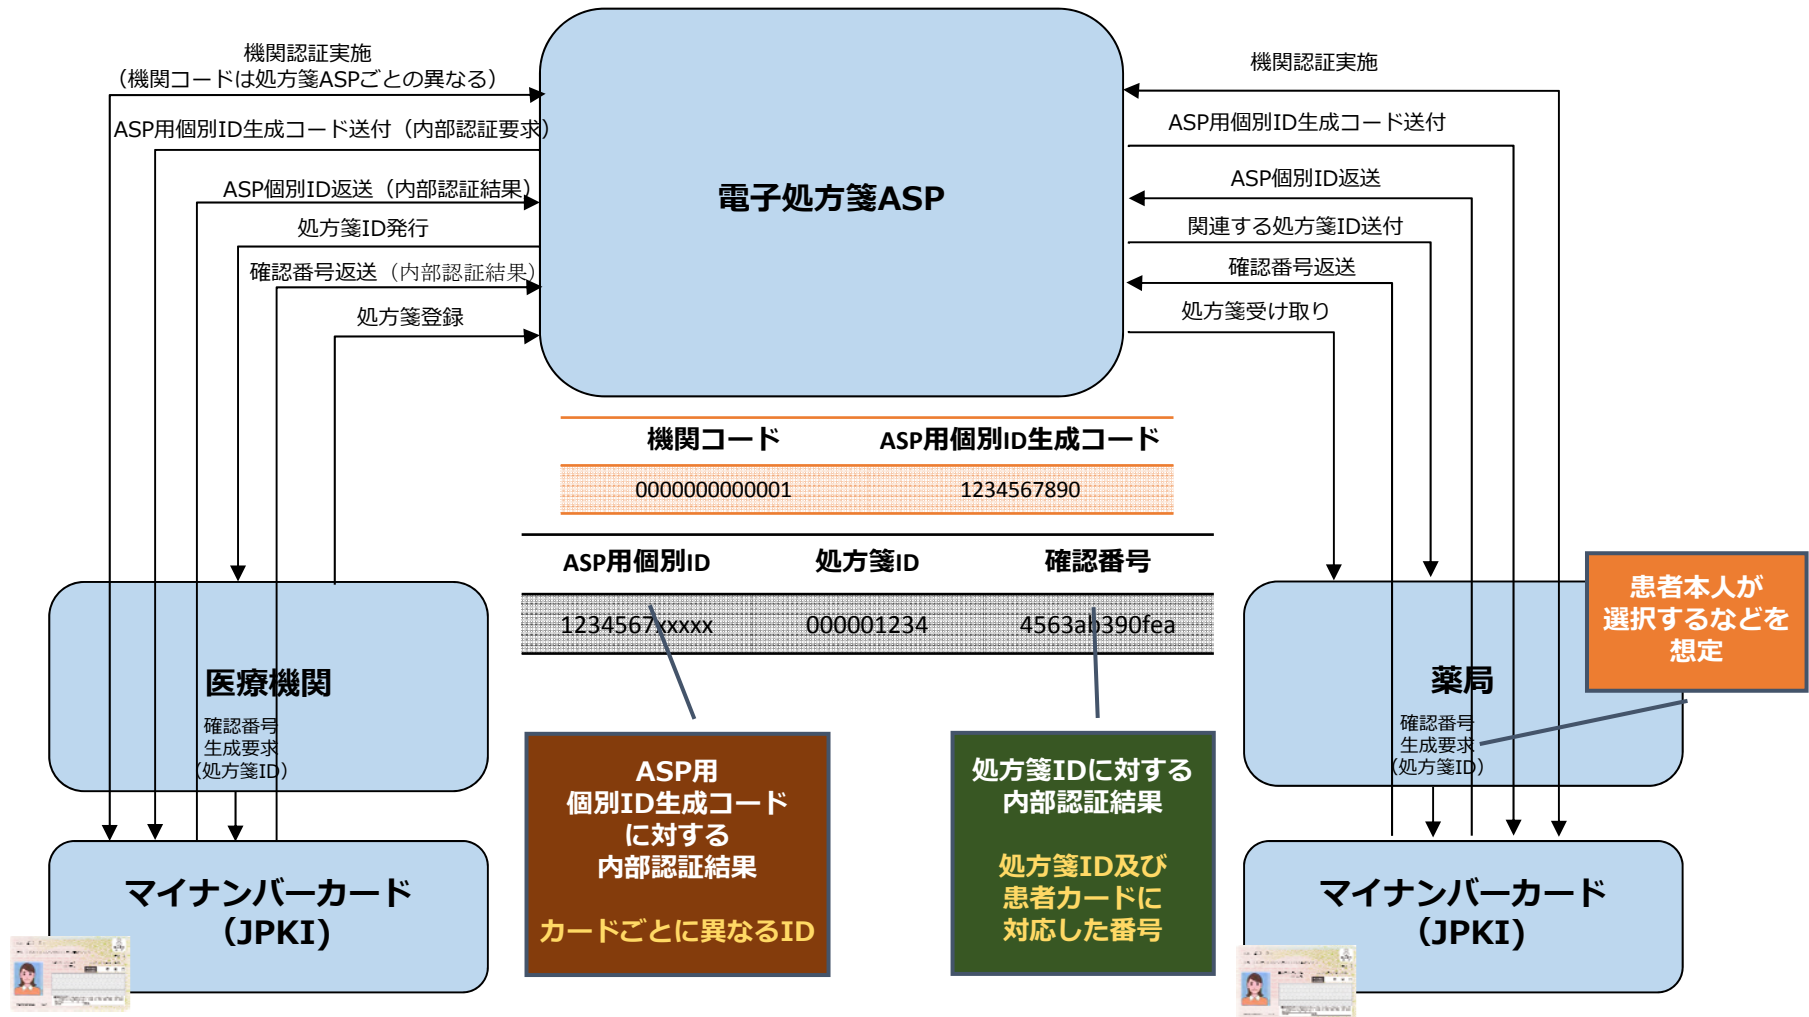 機関認証実施
（機関コードは処方箋ASPごとの異なる）
ASP用個別ID生成コード送付（内部認証要求）
ASP個別ID返送（内部認証結果）
処方箋ID発行
確認番号返送（内部認証結果）
処方箋登録
電子処方箋ASP
機関認証実施
ASP用個別ID生成コード送付
ASP個別ID返送
関連する処方箋ID送付
確認番号返送
処方箋受け取り
機関コード ASP用個別ID生成コード
0000000000001 1234567890
ASP用個別ID 処方箋ID 確認番号
1234567xxxxx 000001234 4563ab390fea
医療機関
確認番号
生成要求
（処方箋ID）
マイナンバーカード
（JPKI)
ASP用
個別ID生成コード
に対する
内部認証結果
カードごとに異なるID
処方箋IDに対する
内部認証結果
処方箋ID及び
患者カードに
対応した番号
患者本人が
選択するなどを
想定
薬局
確認番号
生成要求
（処方箋ID）
マイナンバーカード
（JPKI)